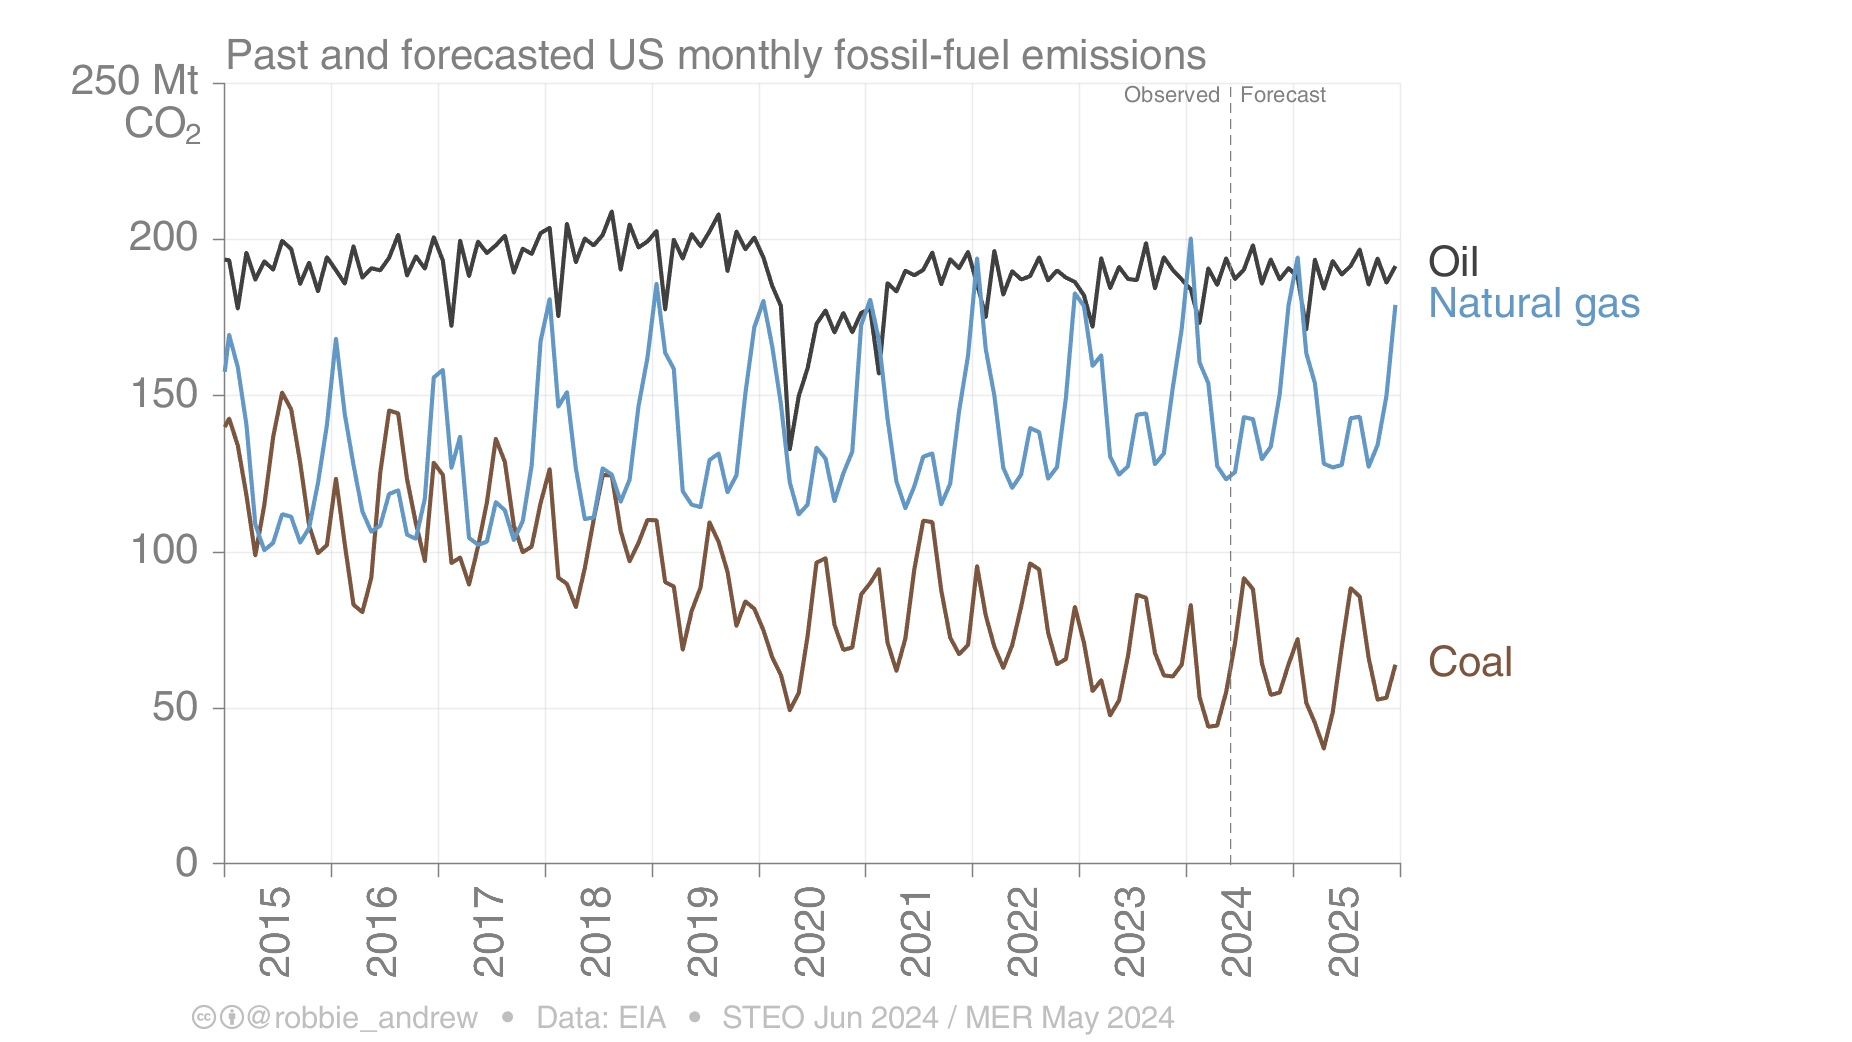 Past and forecasted US monthly fossil-fuel emissions
250 Mt
CO₂
Observed
Forecast
200
150
100
50
0
Oil
Natural gas
Coal
2015
2016
2017
2018
2019
2020
2021
2022
2023
2024
2025
@robbie_andrew • Data: EIA • STEO Jun 2024 / MER May 2024